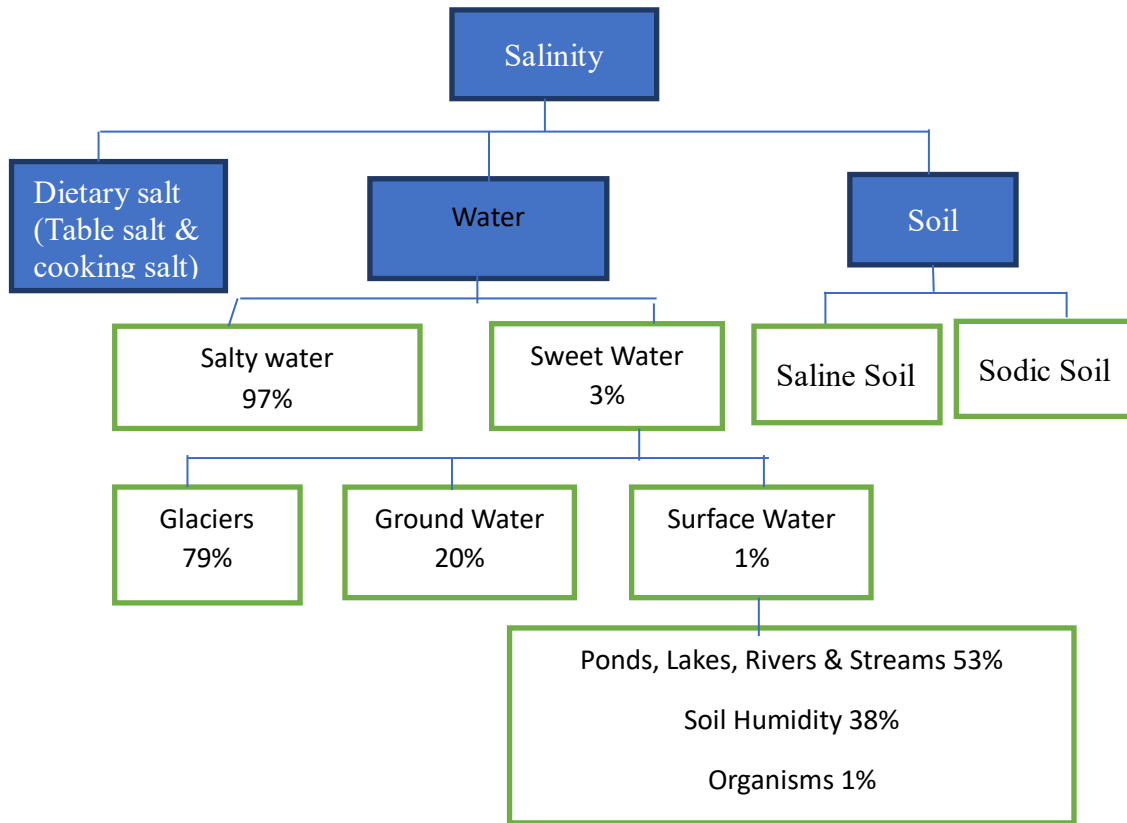 Salinity
Dietary salt
(Table salt &
cooking salt)
Water
Soil
Salty water
97%
Sweet Water
3%
Saline Soil
Sodic Soil
Glaciers
79%
Ground Water
20%
Surface Water
1%
Ponds, Lakes, Rivers & Streams 53%
Soil Humidity 38%
Organisms 1%